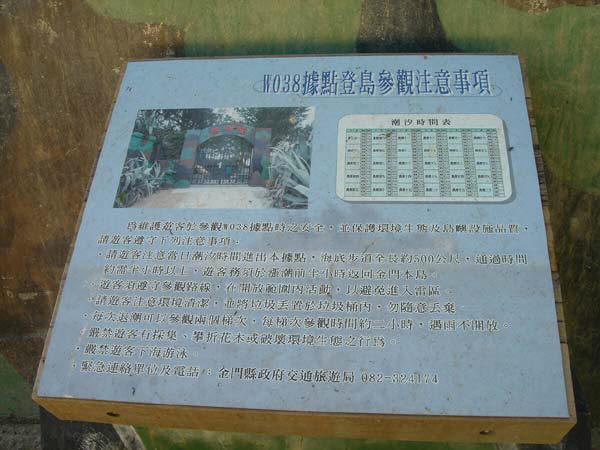 W038據點登島參觀注意事項
潮汐時間表
為維護遊客於參觀W038據點時之安全，並保護環境生態及島嶼設施品質，
請遊客遵守下列注意事項。
．請遊客注意當日潮汐時間進出本據點，海底步道全長約500公尺，通過時間
約需半小時以上，遊客務須於漲潮前半小時返回金門本島。
．遊客須遵守參觀路線，在開放範圍內活動，以避免進入雷區。
．請遊客注意環境清潔，並將垃圾丟置於垃圾桶內，勿隨意丟棄。
．每次退潮可以參觀兩個梯次，每梯次參觀時間約二小時，遇雨不開放。
．嚴禁遊客有採集、攀折花木或破壞環境生態之行為。
．嚴禁遊客下海游泳。
．緊急連絡單位及電話：金門縣政府交通旅遊局 082-324174